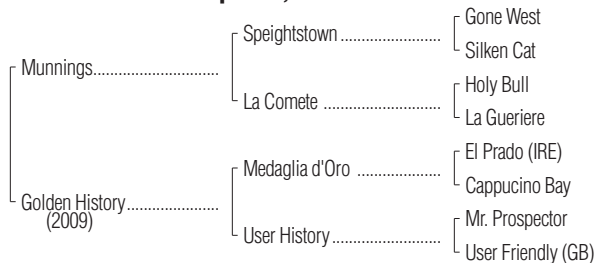 Gone West
Speightstown
Silken Cat
Munnings
Holy Bull
La Comete
La Gueriere
El Prado (IRE)
Medaglia d'Oro
Cappucino Bay
Golden History
(2009)
Mr. Prospector
User History
User Friendly (GB)